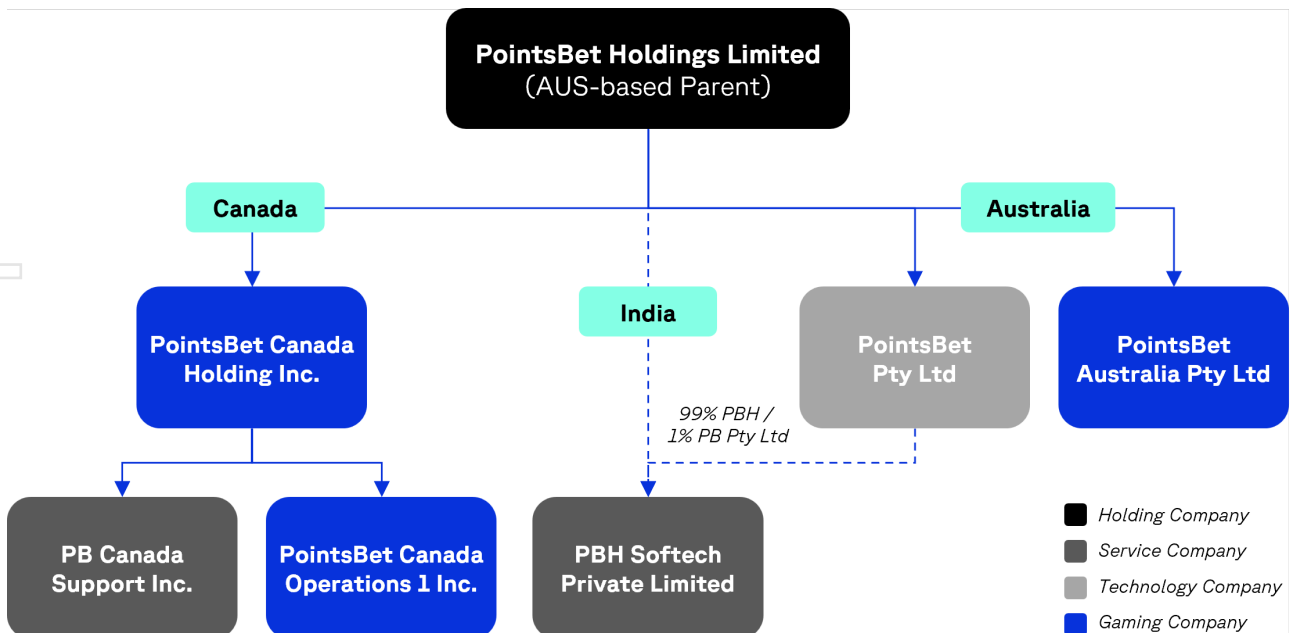 PointsBet Holdings Limited
(AUS-based Parent)
Canada
Australia
India
PointsBet Canada
Holding Inc.
PointsBet
Pty Ltd
PointsBet
Australia Pty Ltd
99% PBH /
1% PB Pty Ltd
PB Canada
Support Inc.
PointsBet Canada
Operations 1 Inc.
PBH Softech
Private Limited
Holding Company
Service Company
Technology Company
Gaming Company